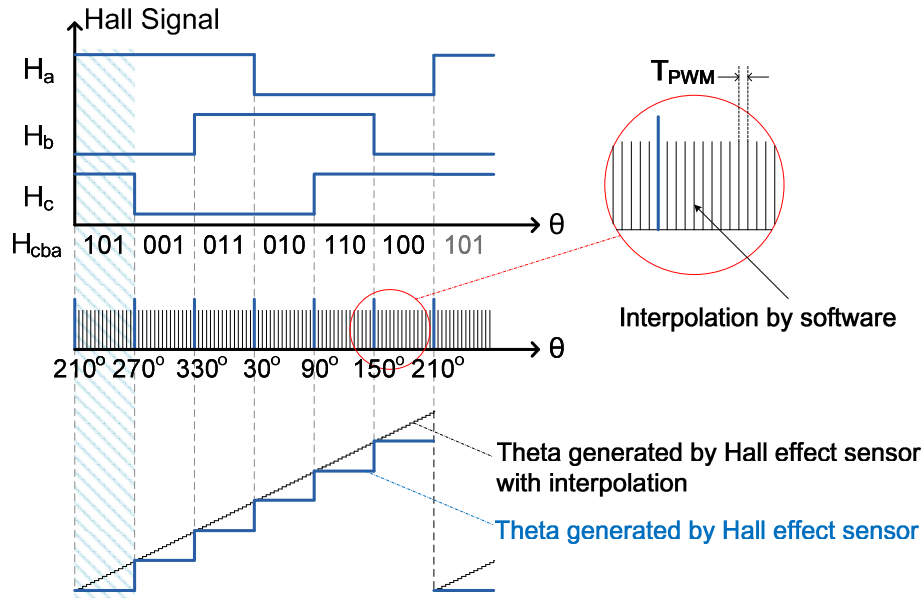 Hall Signal
Ha
Hb
Hc
θ
Hcba 101 001 011 010 110 100 101
TPWM
Interpolation by software
θ
210° 270° 330° 30° 90° 150° 210°
Theta generated by Hall effect sensor
with interpolation
Theta generated by Hall effect sensor